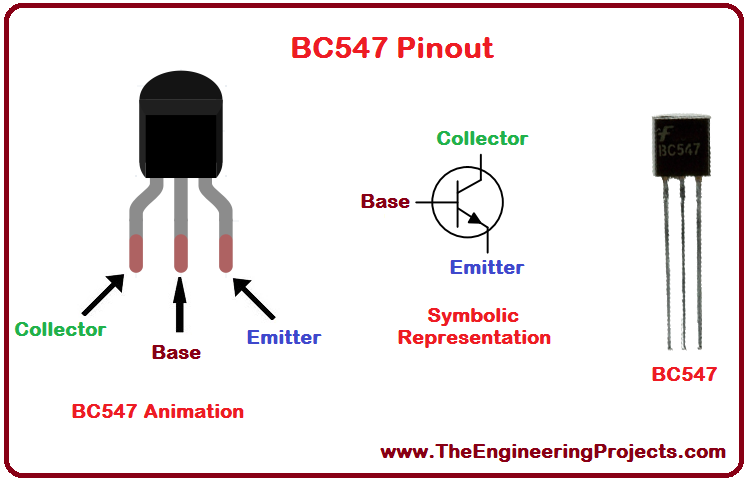 BC547 Pinout
Collector
Base
Emitter
BC547 Animation
Collector
Base
Emitter
Symbolic
Representation
BC547
BC547
www.TheEngineeringProjects.com